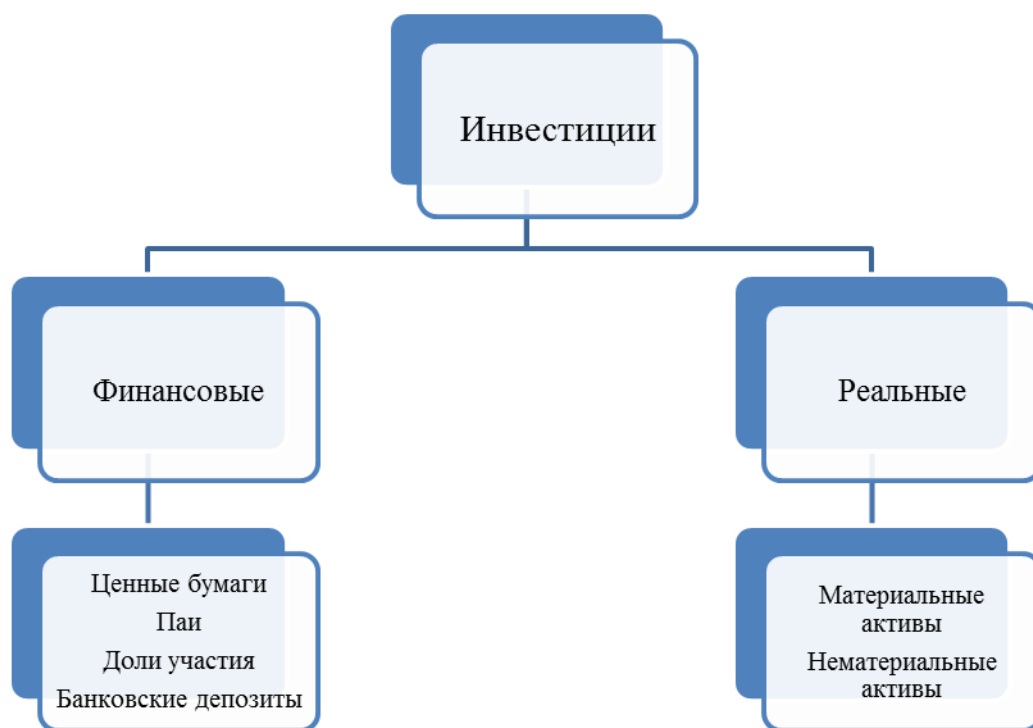 Инвестиции
Финансовые
Реальные
Ценные бумаги
Паи
Доли участия
Банковские депозиты
Материальные
активы
Нематериальные
активы